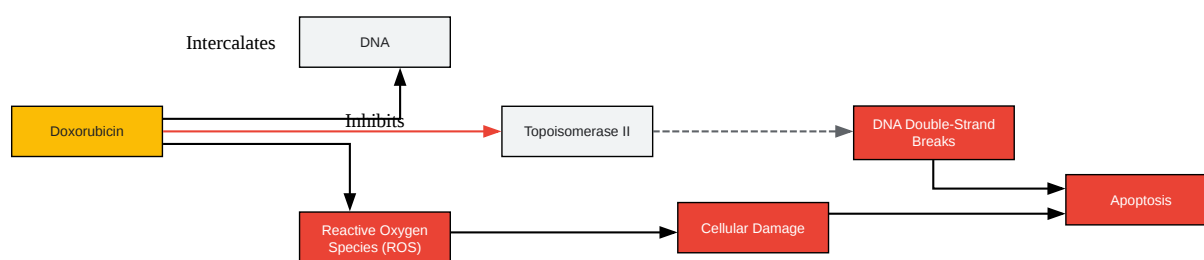 Intercalates
DNA
Doxorubicin
Inhibits
Topoisomerase II
DNA Double-Strand
Breaks
Apoptosis
Reactive Oxygen
Species (ROS)
Cellular Damage